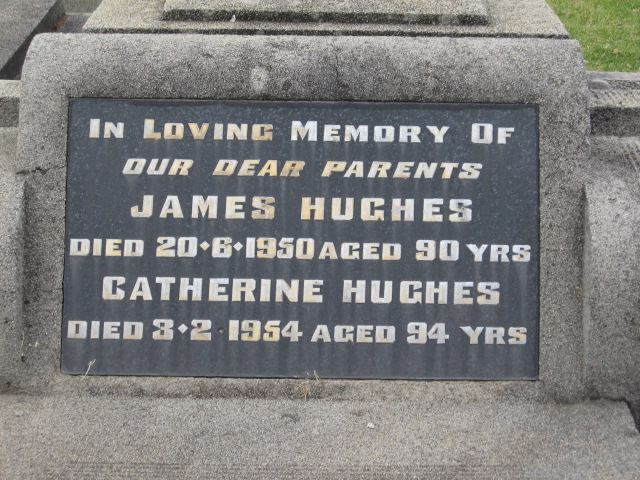 In Loving Memory Of
OUR DEAR PARENTS
JAMES HUGHES
DIED 20·6·1950 AGED 90 YRS
CATHERINE HUGHES
DIED 3·2 1954 AGED 94 YRS